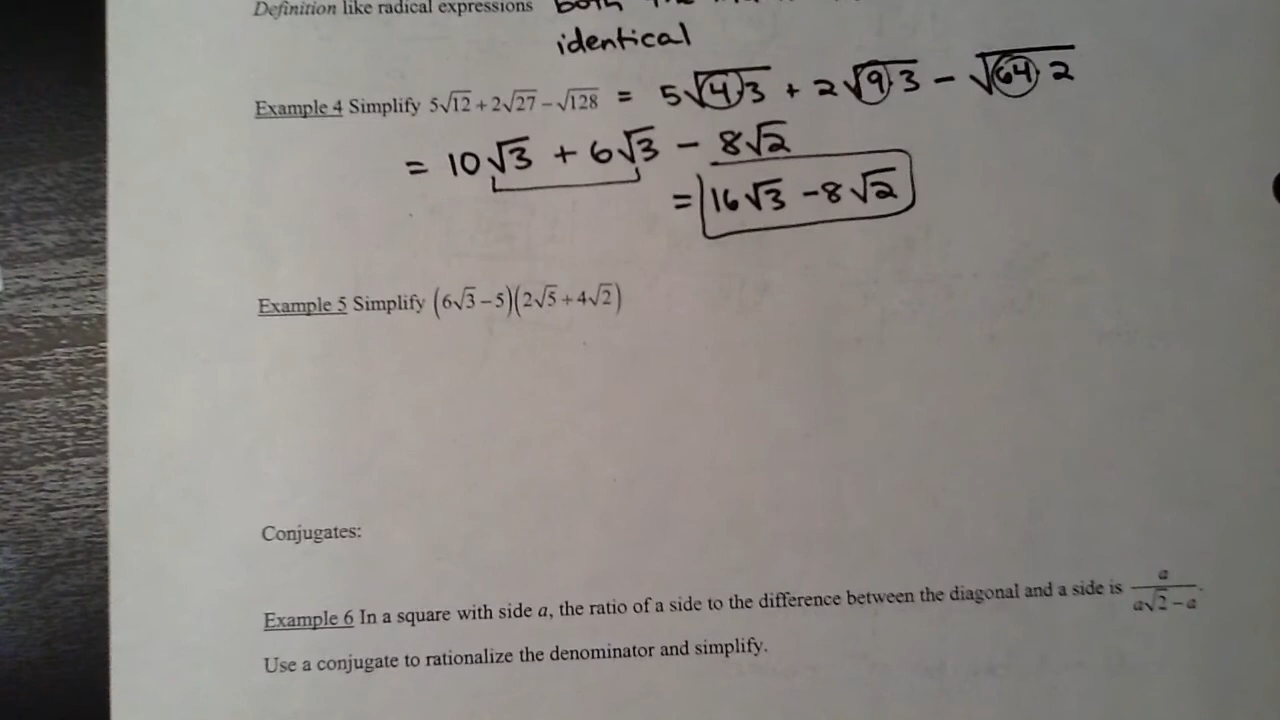 Definition like radical expressions both the
identical
Example 4 Simplify 5√12 + 2√27 − √128 = 5√4·3 + 2√9·3 − √64·2
= 10√3 + 6√3 − 8√2
= 16√3 − 8√2
Example 5 Simplify (6√3 − 5)(2√5 + 4√2)
Conjugates:
Example 6 In a square with side a, the ratio of a side to the difference between the diagonal and a side is a/(a√2 − a).
Use a conjugate to rationalize the denominator and simplify.